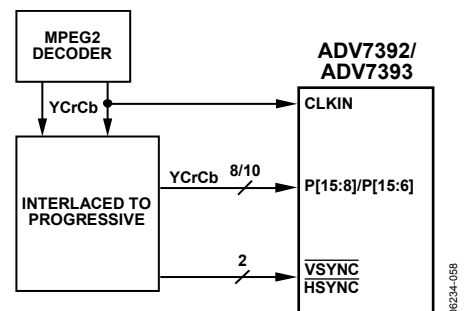 MPEG2
DECODER
YCrCb
INTERLACED TO
PROGRESSIVE
YCrCb
8/10
2
ADV7392/
ADV7393
CLKIN
P[15:8]/P[15:6]
VSYNC
HSYNC
06234-058